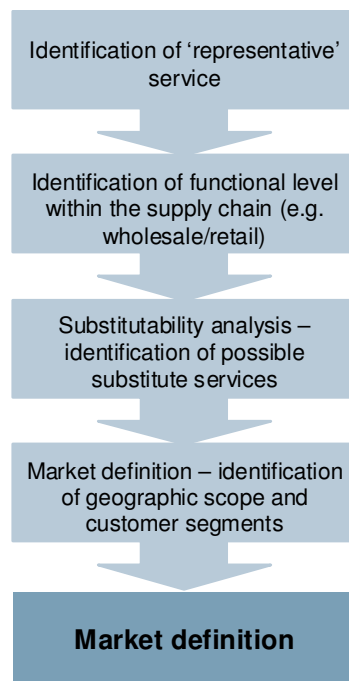 Identification of ‘representative’
service
Identification of functional level
within the supply chain (e.g.
wholesale/retail)
Substitutability analysis –
identification of possible
substitute services
Market definition – identification
of geographic scope and
customer segments
Market definition